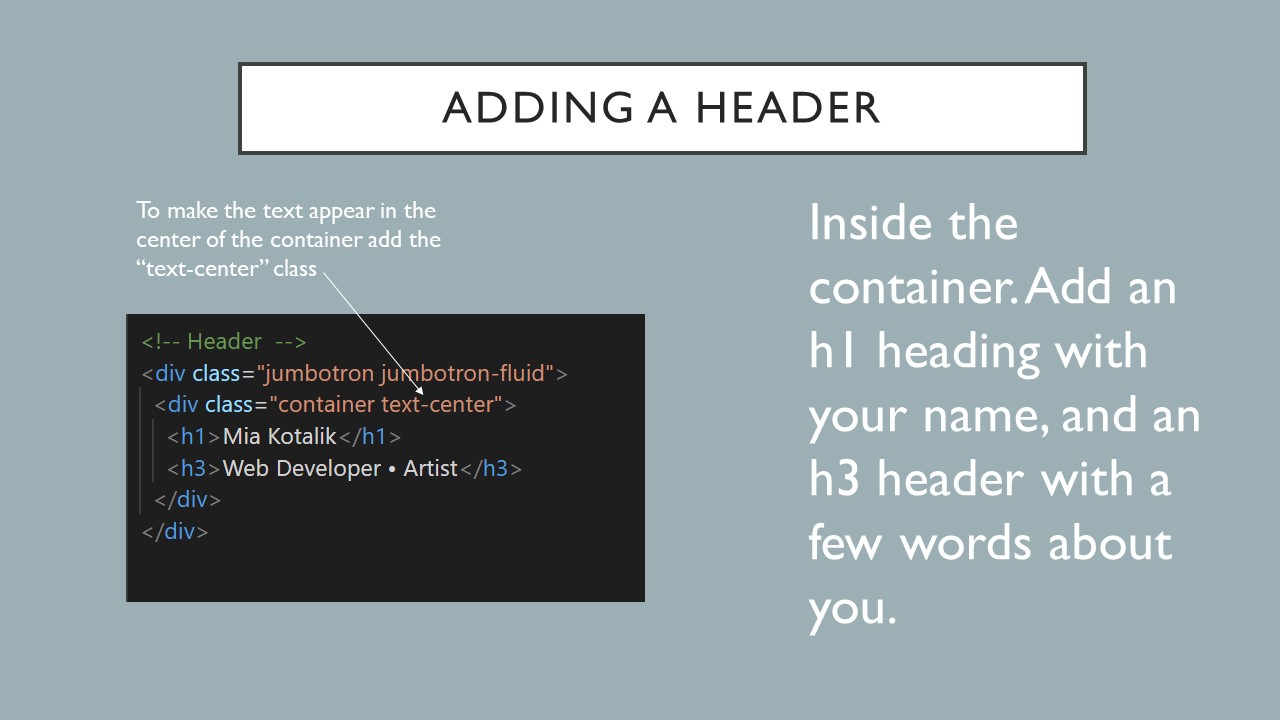 ADDING A HEADER
To make the text appear in the
center of the container add the
“text-center” class
<!-- Header  -->
<div class="jumbotron jumbotron-fluid">
<div class="container text-center">
<h1>Mia Kotalik</h1>
<h3>Web Developer • Artist</h3>
</div>
</div>
Inside the
container. Add an
h1 heading with
your name, and an
h3 header with a
few words about
you.